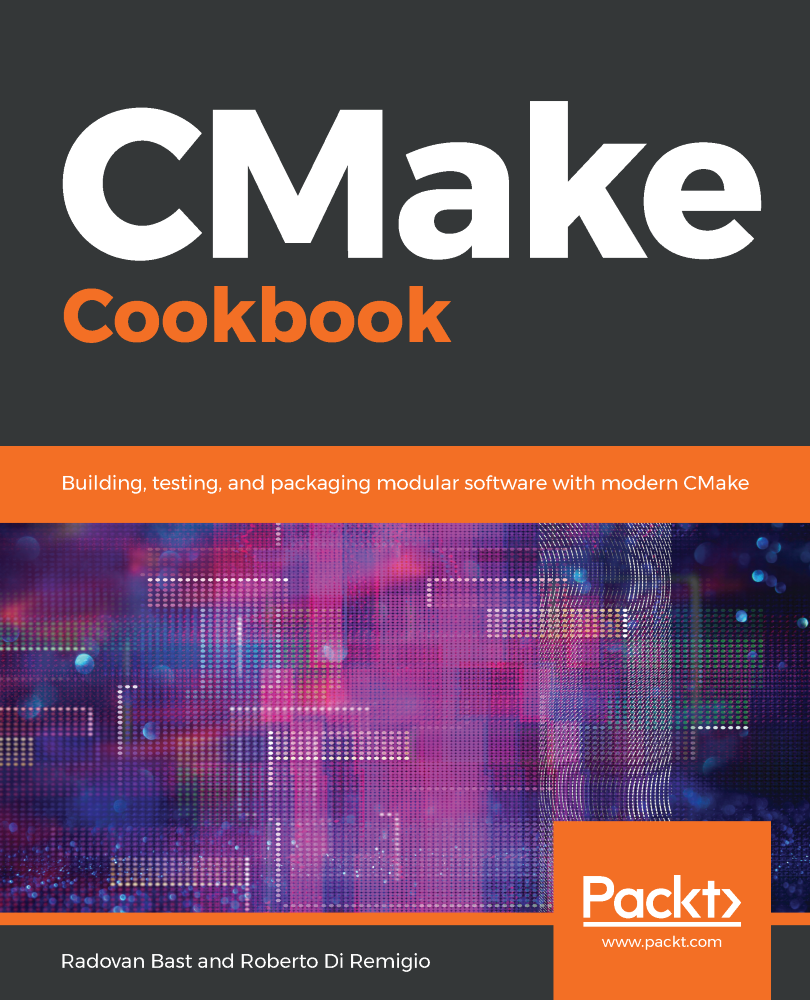 CMake
Cookbook
Building, testing, and packaging modular software with modern CMake
Packt>
www.packt.com
Radovan Bast and Roberto Di Remigio